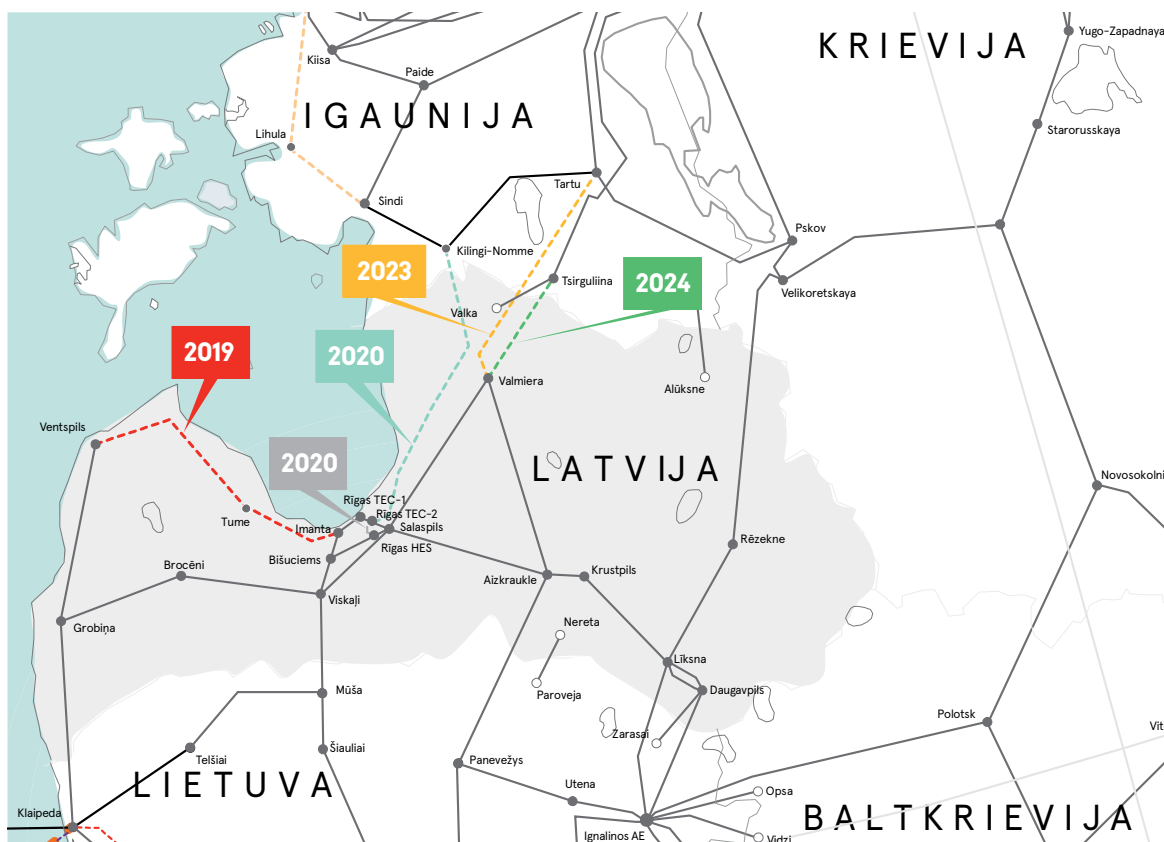 KRIEVIJA
Yugo-Zapadnaya
Kiisa
Paide
IGAUNIJA
Starorusskaya
Lihula
Tartu
Sindi
Pskov
Kilingi-Nomme
2023
Tsirguliina
2024
Velikoretskaya
Valka
2019
2020
Valmiera
Alūksne
Ventspils
2020
LATVIJA
Novosokolni
Rīgas TEC-1
Rīgas TEC-2
Tume
Imanta
Salaspils
Rīgas HES
Rēzekne
Bišuciems
Brocēni
Aizkraukle
Krustpils
Viskaļi
Grobiņa
Nereta
Līksna
Mūša
Paroveja
Daugavpils
Polotsk
Zarasai
Vit
Šiauliai
Telšiai
Panevežys
LIETUVA
Utena
Opsa
Klaipeda
BALTKRIEVIJA
Ignalinos AE
Vidzi